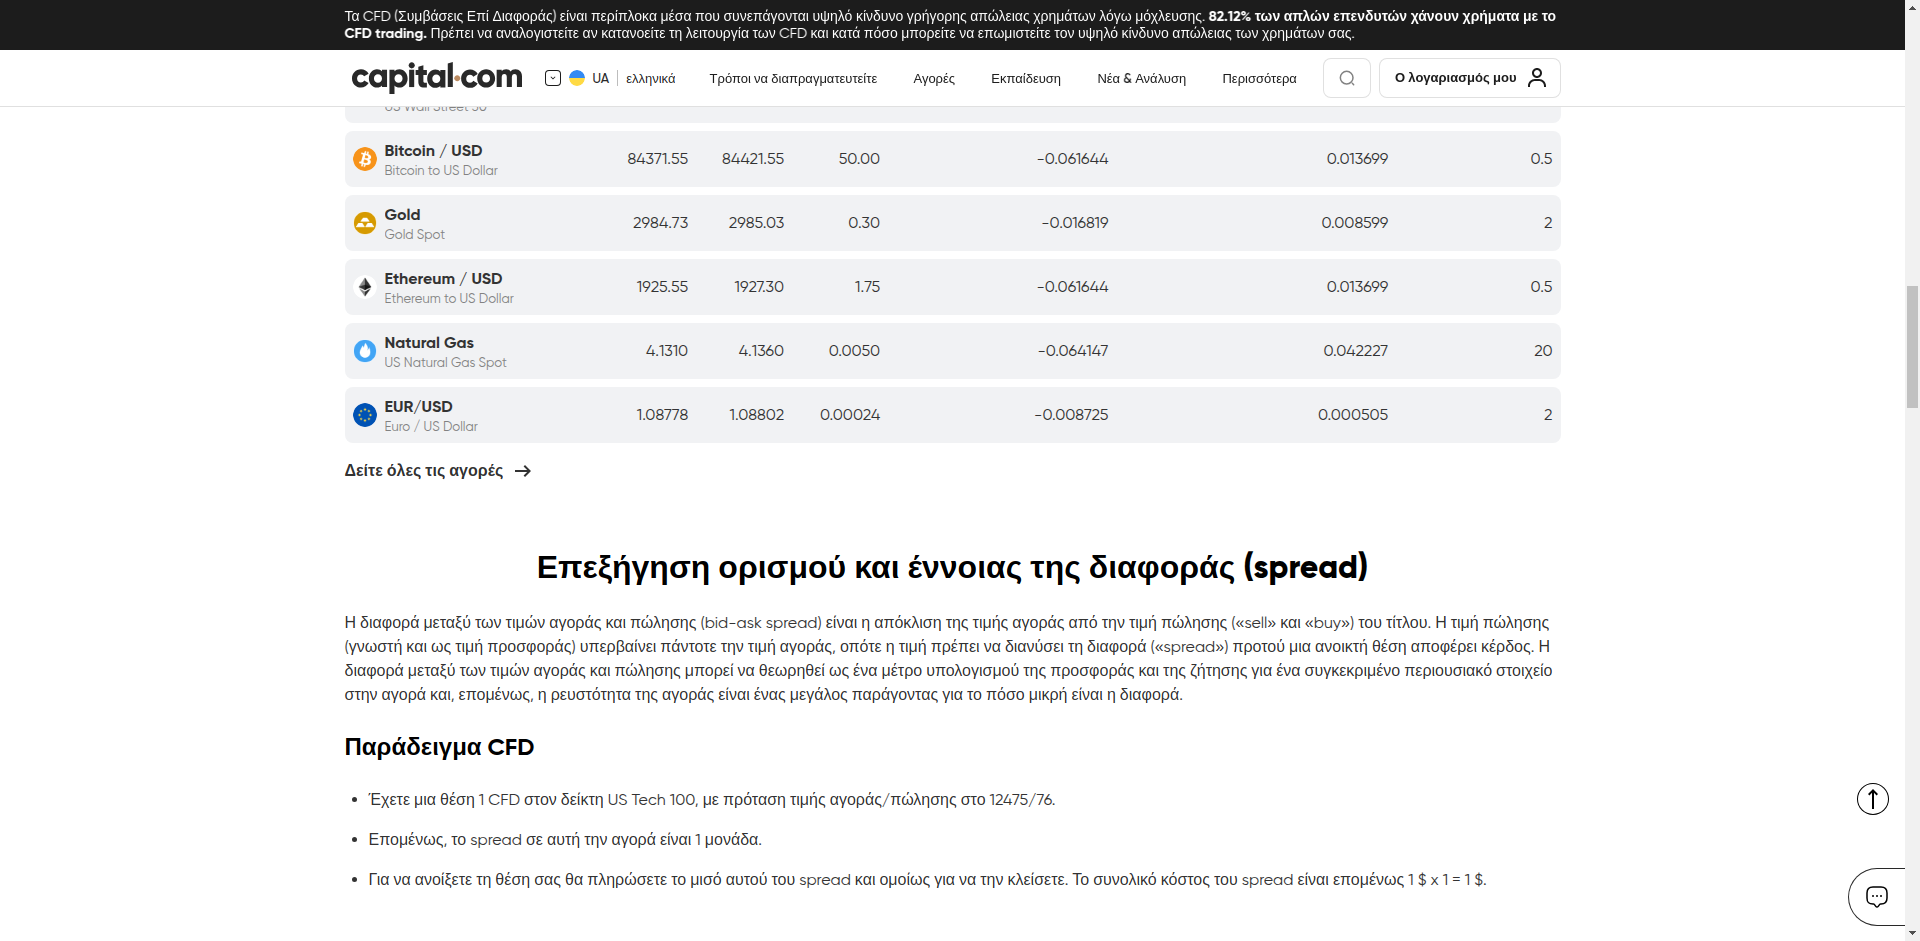 Τα CFD (Συμβάσεις Επί Διαφοράς) είναι περίπλοκα μέσα που συνεπάγονται υψηλό κίνδυνο γρήγορης απώλειας χρημάτων λόγω μόχλευσης. 82.12% των απλών επενδυτών χάνουν χρήματα με το
CFD trading. Πρέπει να αναλογιστείτε αν κατανοείτε τη λειτουργία των CFD και κατά πόσο μπορείτε να επωμιστείτε τον υψηλό κίνδυνο απώλειας των χρημάτων σας.
capital.com UA ελληνικά Τρόποι να διαπραγματευτείτε Αγορές Εκπαίδευση Νέα & Ανάλυση Περισσότερα Ο λογαριασμός μου
US Wall Street 30
Bitcoin / USD 84371.55 84421.55 50.00 -0.061644 0.013699 0.5
Bitcoin to US Dollar
Gold 2984.73 2985.03 0.30 -0.016819 0.008599 2
Gold Spot
Ethereum / USD 1925.55 1927.30 1.75 -0.061644 0.013699 0.5
Ethereum to US Dollar
Natural Gas 4.1310 4.1360 0.0050 -0.064147 0.042227 20
US Natural Gas Spot
EUR/USD 1.08778 1.08802 0.00024 -0.008725 0.000505 2
Euro / US Dollar
Δείτε όλες τις αγορές
Επεξήγηση ορισμού και έννοιας της διαφοράς (spread)
Η διαφορά μεταξύ των τιμών αγοράς και πώλησης (bid-ask spread) είναι η απόκλιση της τιμής αγοράς από την τιμή πώλησης («sell» και «buy») του τίτλου. Η τιμή πώλησης
(γνωστή και ως τιμή προσφοράς) υπερβαίνει πάντοτε την τιμή αγοράς, οπότε η τιμή πρέπει να διανύσει τη διαφορά («spread») προτού μια ανοικτή θέση αποφέρει κέρδος. Η
διαφορά μεταξύ των τιμών αγοράς και πώλησης μπορεί να θεωρηθεί ως ένα μέτρο υπολογισμού της προσφοράς και της ζήτησης για ένα συγκεκριμένο περιουσιακό στοιχείο
στην αγορά και, επομένως, η ρευστότητα της αγοράς είναι ένας μεγάλος παράγοντας για το πόσο μικρή είναι η διαφορά.
Παράδειγμα CFD
• Έχετε μια θέση 1 CFD στον δείκτη US Tech 100, με πρόταση τιμής αγοράς/πώλησης στο 12475/76.
• Επομένως, το spread σε αυτή την αγορά είναι 1 μονάδα.
• Για να ανοίξετε τη θέση σας θα πληρώσετε το μισό αυτού του spread και ομοίως για να την κλείσετε. Το συνολικό κόστος του spread είναι επομένως 1 $ x 1 = 1 $.